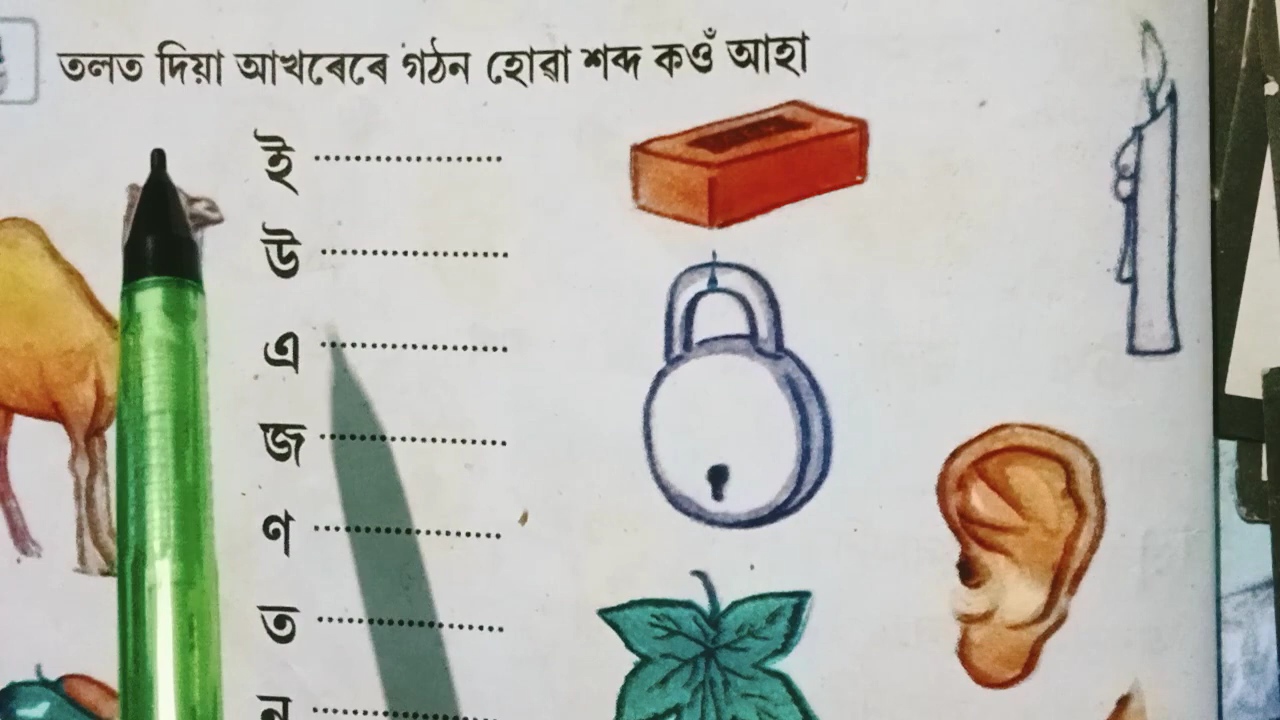 তলত দিয়া আখৰেৰে গঠন হোৱা শব্দ কওঁ আহা
ই ....................
উ ....................
এ ....................
জ ....................
ণ ....................
ত ....................
ন ....................